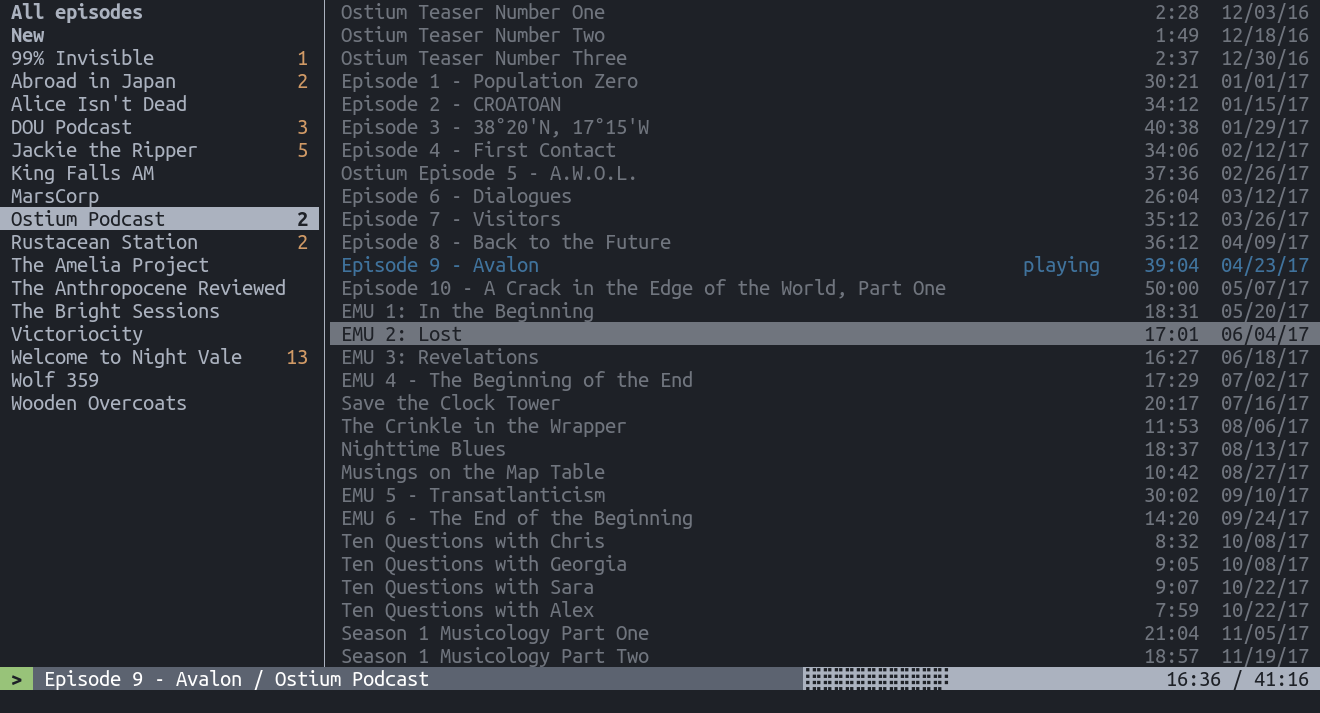 All episodes
New
99% Invisible 1
Abroad in Japan 2
Alice Isn't Dead
DOU Podcast 3
Jackie the Ripper 5
King Falls AM
MarsCorp
Ostium Podcast 2
Rustacean Station 2
The Amelia Project
The Anthropocene Reviewed
The Bright Sessions
Victoriocity
Welcome to Night Vale 13
Wolf 359
Wooden Overcoats
Ostium Teaser Number One 2:28 12/03/16
Ostium Teaser Number Two 1:49 12/18/16
Ostium Teaser Number Three 2:37 12/30/16
Episode 1 - Population Zero 30:21 01/01/17
Episode 2 - CROATOAN 34:12 01/15/17
Episode 3 - 38°20'N, 17°15'W 40:38 01/29/17
Episode 4 - First Contact 34:06 02/12/17
Ostium Episode 5 - A.W.O.L. 37:36 02/26/17
Episode 6 - Dialogues 26:04 03/12/17
Episode 7 - Visitors 35:12 03/26/17
Episode 8 - Back to the Future 36:12 04/09/17
Episode 9 - Avalon playing 39:04 04/23/17
Episode 10 - A Crack in the Edge of the World, Part One 50:00 05/07/17
EMU 1: In the Beginning 18:31 05/20/17
EMU 2: Lost 17:01 06/04/17
EMU 3: Revelations 16:27 06/18/17
EMU 4 - The Beginning of the End 17:29 07/02/17
Save the Clock Tower 20:17 07/16/17
The Crinkle in the Wrapper 11:53 08/06/17
Nighttime Blues 18:37 08/13/17
Musings on the Map Table 10:42 08/27/17
EMU 5 - Transatlanticism 30:02 09/10/17
EMU 6 - The End of the Beginning 14:20 09/24/17
Ten Questions with Chris 8:32 10/08/17
Ten Questions with Georgia 9:05 10/08/17
Ten Questions with Sara 9:07 10/22/17
Ten Questions with Alex 7:59 10/22/17
Season 1 Musicology Part One 21:04 11/05/17
Season 1 Musicology Part Two 18:57 11/19/17
> Episode 9 - Avalon / Ostium Podcast 16:36 / 41:16